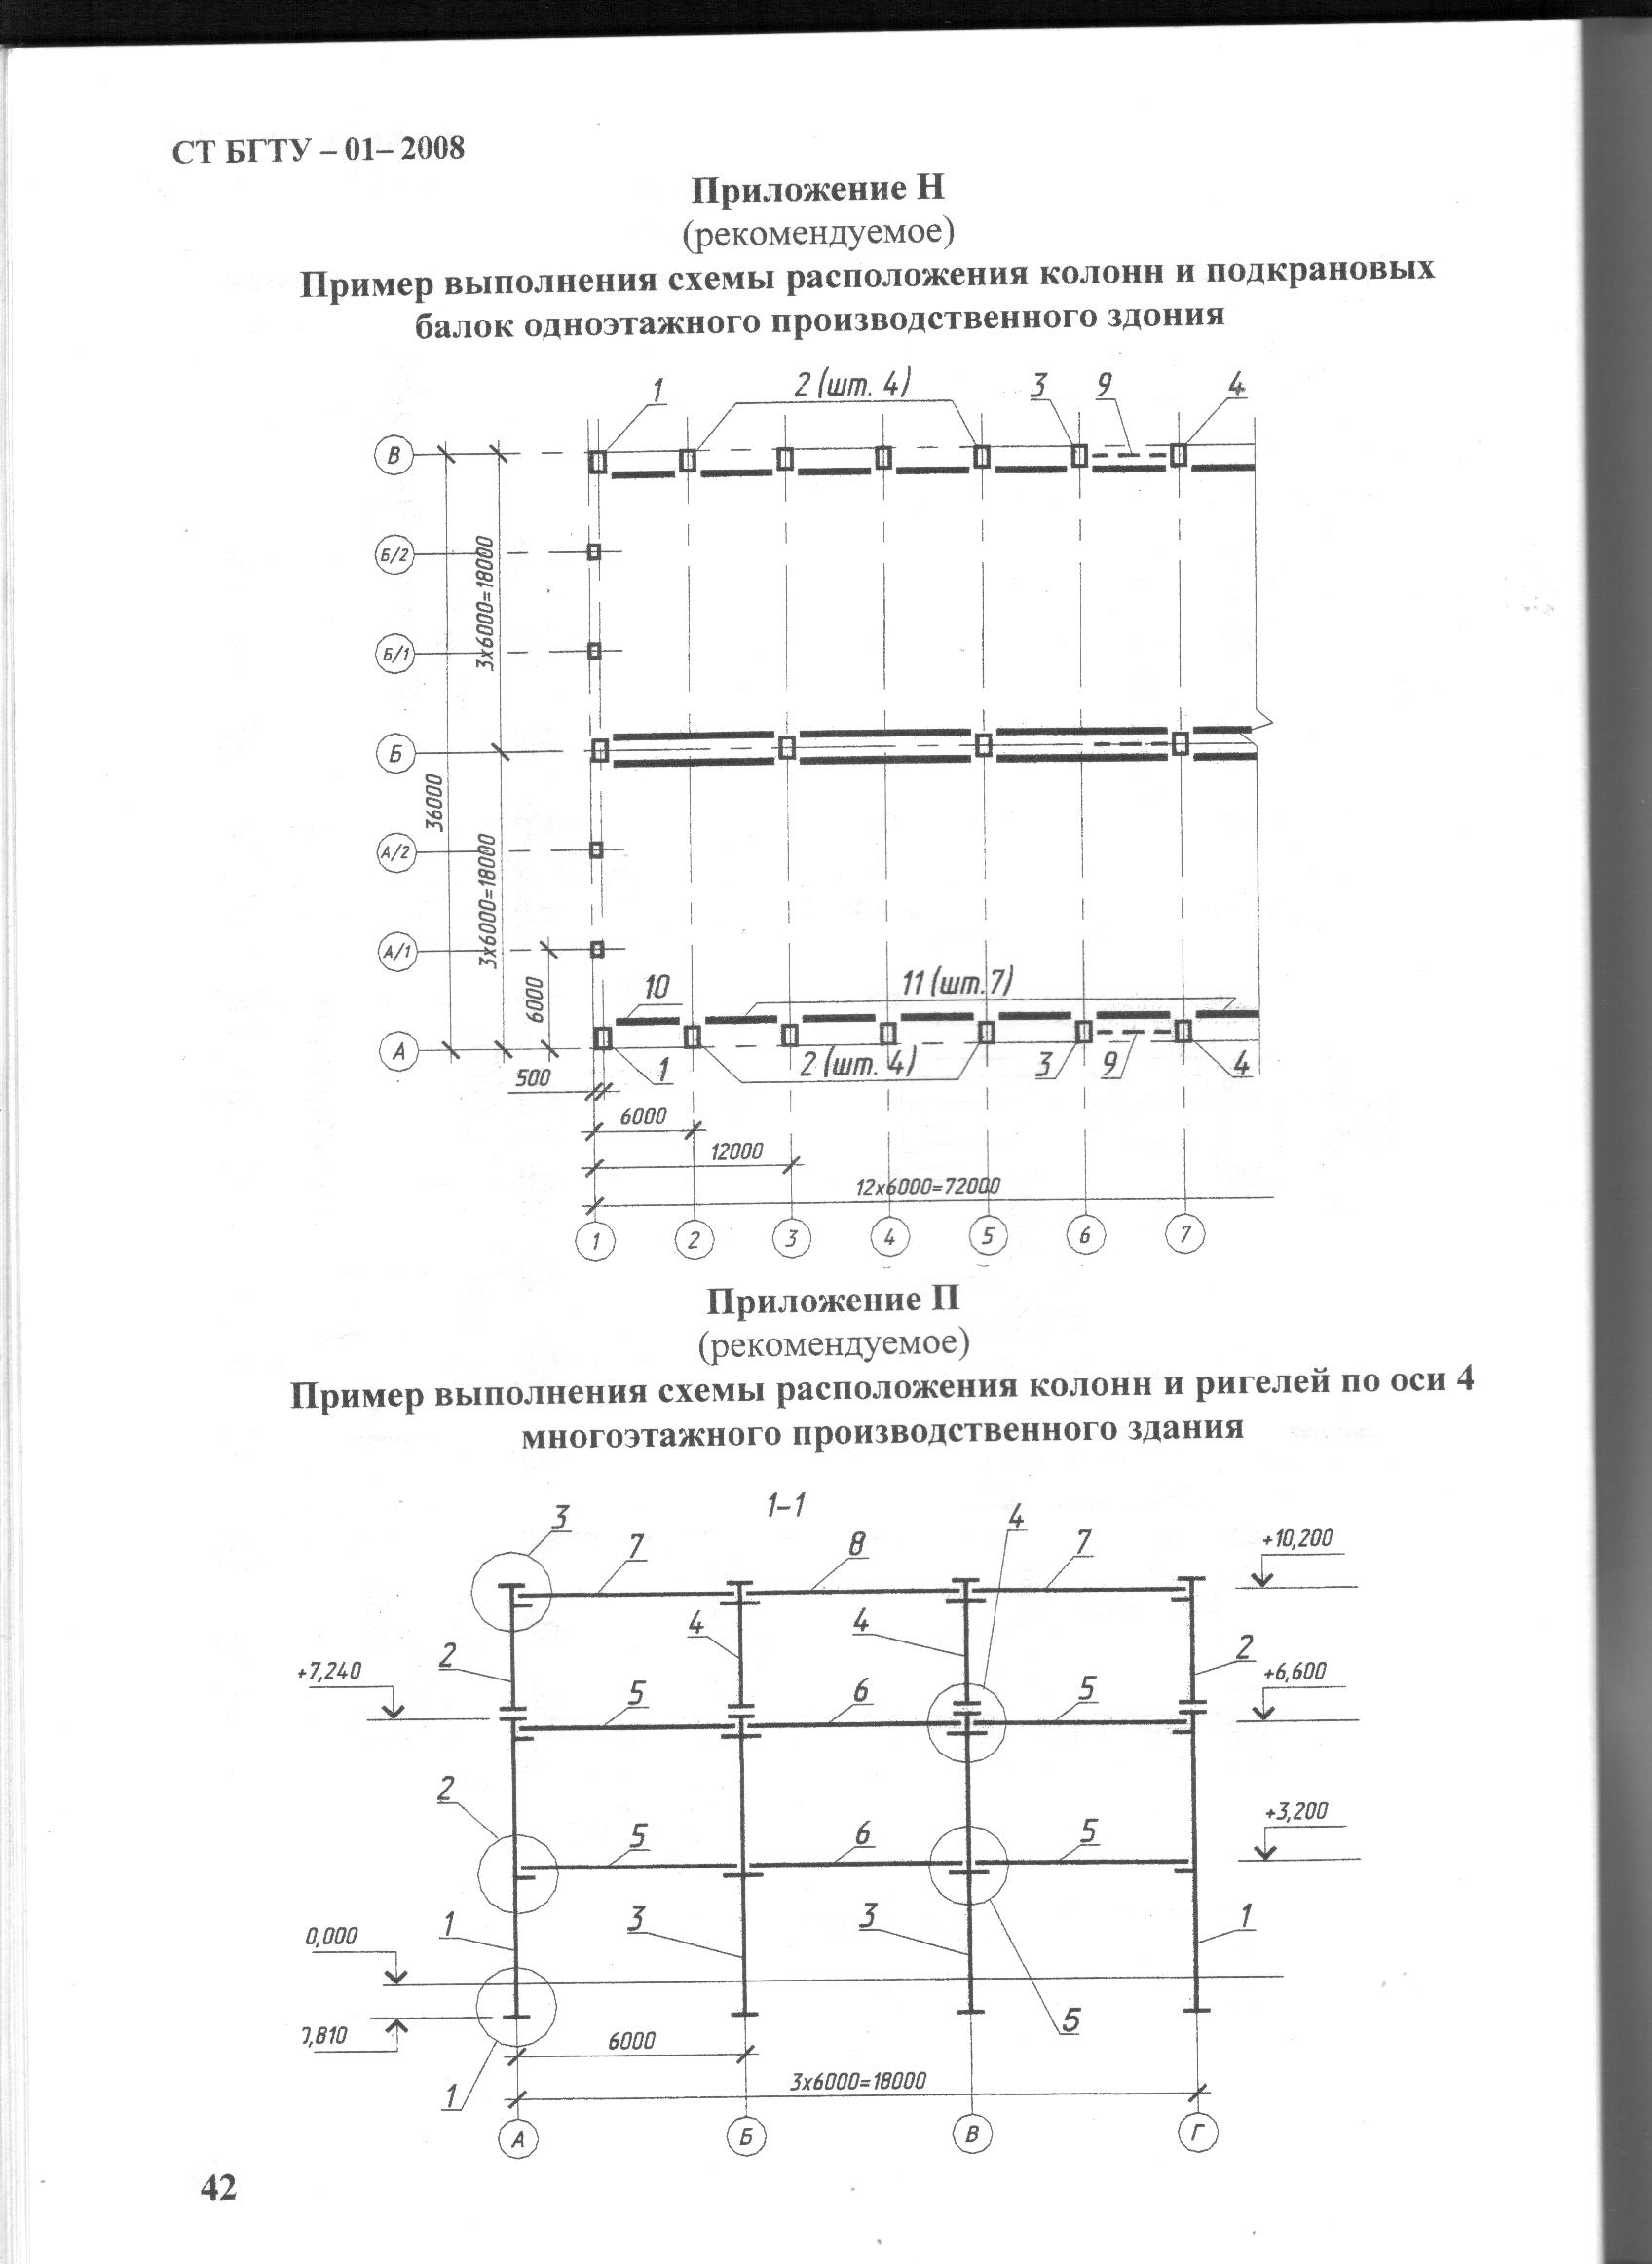 СТ БГТУ – 01– 2008
Приложение Н
(рекомендуемое)
Пример выполнения схемы расположения колонн и подкрановых
балок одноэтажного производственного здония
1 2 (шт. 4) 3 9 4
В
Б/2
3х6000=18000
Б/1
Б
36000
А/2
3х6000=18000
А/1
6000
10 11 (шт. 7)
А
1 2 (шт. 4) 3 9 4
500
6000
12000
12х6000=72000
1 2 3 4 5 6 7
Приложение П
(рекомендуемое)
Пример выполнения схемы расположения колонн и ригелей по оси 4
многоэтажного производственного здания
1-1
3 7 8 4 7 +10,200
4 4
+7,240 2 2 +6,600
5 6 5
2 +3,200
5 6 5
0,000 1 3 3 1
5
,810
6000
3х6000=18000
1
А Б В Г
42